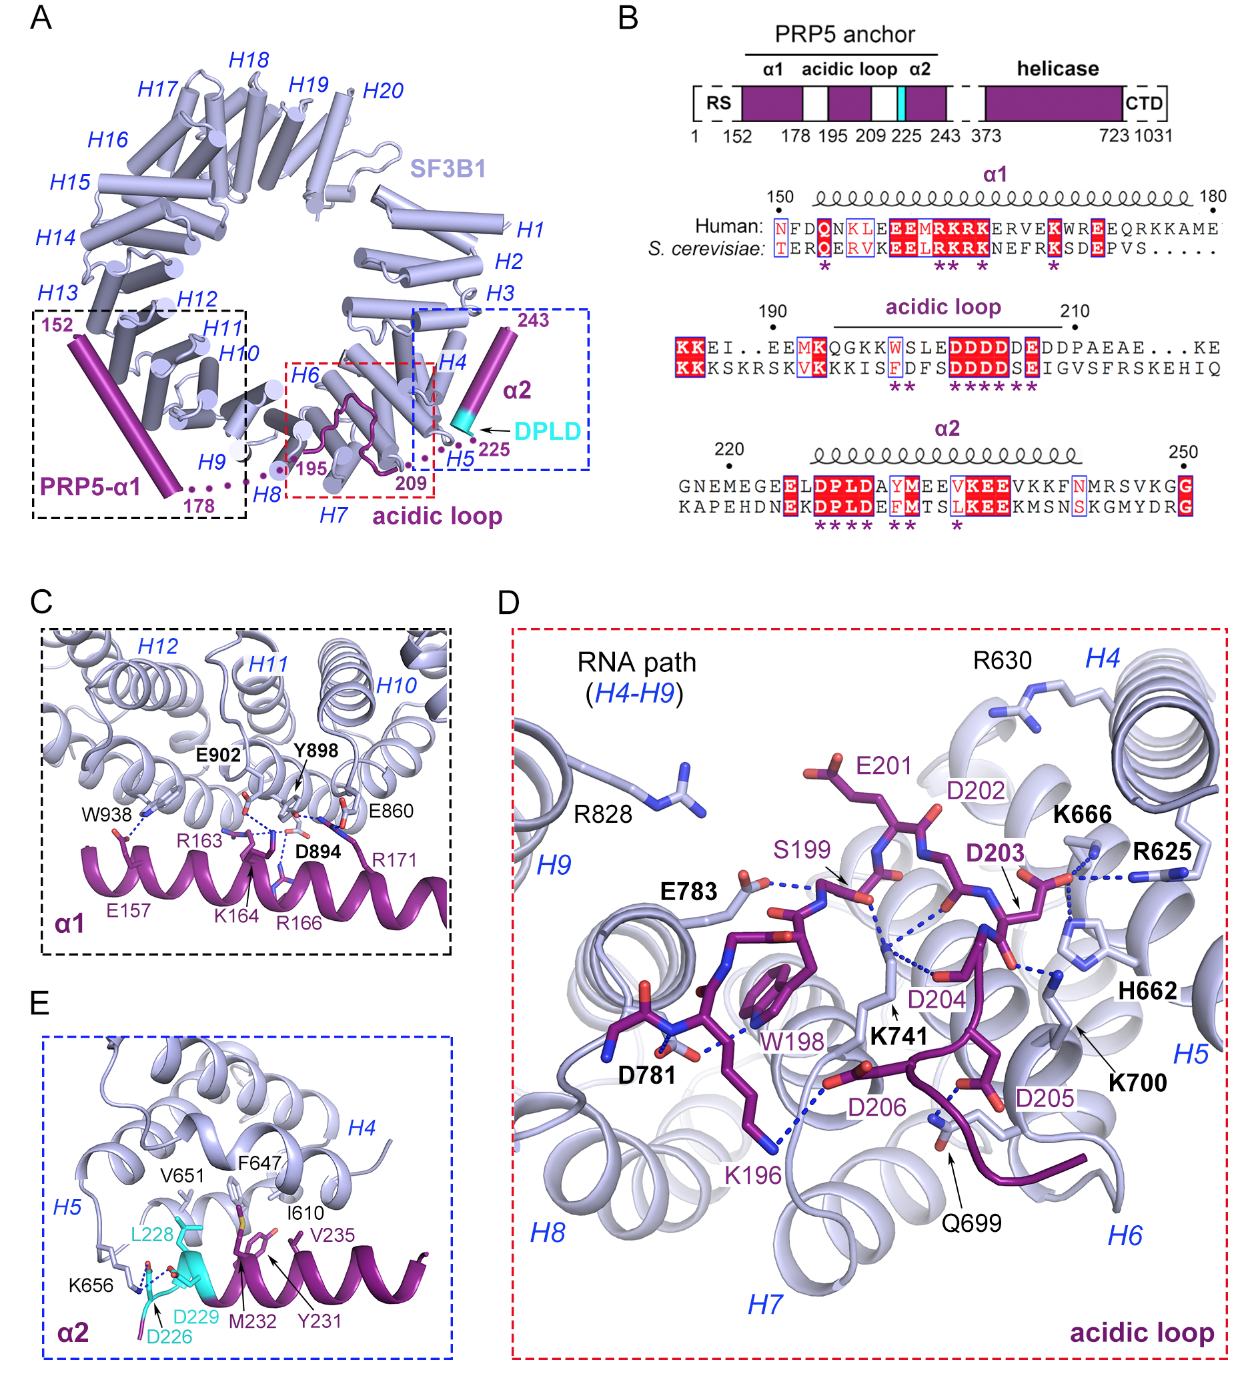 A
H18
H17
H19
H20
H16
SF3B1
H15
H1
H14
H2
H13
H12
H3
152
H11
243
H10
H4
H6
α2
DPLD
H5
225
H9
195
PRP5-α1
H8
209
178
H7
acidic loop
B
PRP5 anchor
α1 acidic loop α2 helicase
RS CTD
1 152 178 195 209 225 243 373 723 1031
α1
150 180
Human: NFDQNKLEEEMRKRKERVEKWREEQRKKAME
S. cerevisiae: TERQERVKEELRKRKNEFRKSDEPVS.....
* ** * *
acidic loop
190 210
KKEI..EEMKQGKKWSLEDDDDDEDDPAEAE...KE
KKKSKRSKVKKKISFDFSDDDDSEIGVSFRSKEHIQ
** **** **
α2
220 250
GNEMEGEELDPLDAYMEEVKEEVKKFNMRSVKGG
KAPEHDNEKDPLDEFMTSLKEEKMSNSKGMYDRG
**** ** *
C
H12
H11
H10
E902
Y898
W938
E860
R163
D894
R171
E157
K164
R166
α1
D
RNA path
(H4-H9)
R630
H4
E201
D202
R828
K666
H9
S199
D203
R625
E783
D204
H662
K741
W198
H5
D781
K700
D206
D205
K196
Q699
H8
H6
H7
acidic loop
E
H4
F647
V651
H5
I610
L228
V235
K656
D229
M232
Y231
D226
α2